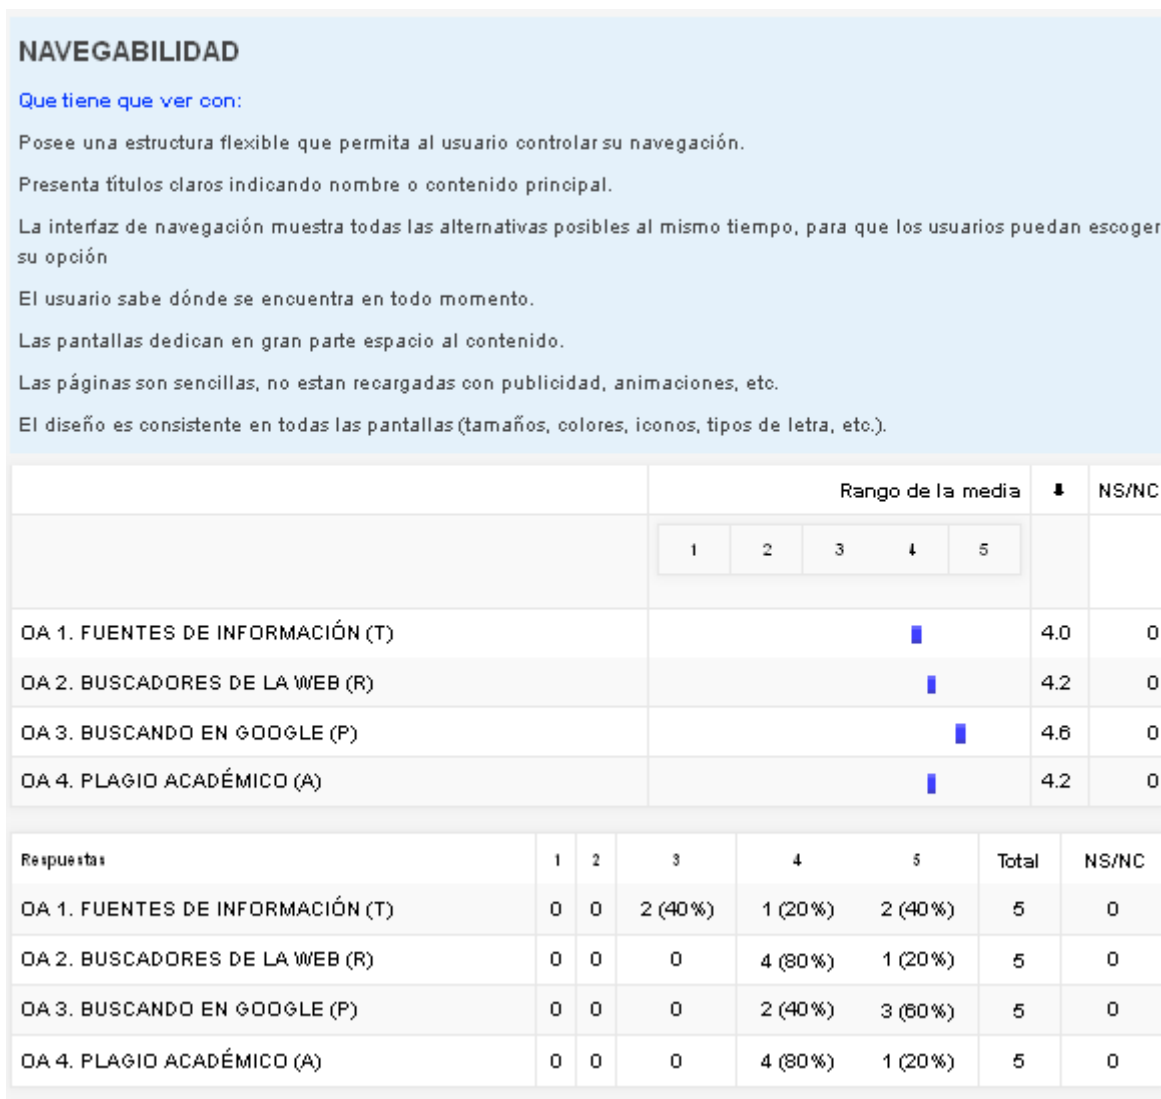 NAVEGABILIDAD
Que tiene que ver con:
Posee una estructura flexible que permita al usuario controlar su navegación.
Presenta títulos claros indicando nombre o contenido principal.
La interfaz de navegación muestra todas las alternativas posibles al mismo tiempo, para que los usuarios puedan escoger
su opción
El usuario sabe dónde se encuentra en todo momento.
Las pantallas dedican en gran parte espacio al contenido.
Las páginas son sencillas, no estan recargadas con publicidad, animaciones, etc.
El diseño es consistente en todas las pantallas (tamaños, colores, iconos, tipos de letra, etc.).
Rango de la media ⬇ NS/NC
1 2 3 4 5
OA 1. FUENTES DE INFORMACIÓN (T) 4.0 0
OA 2. BUSCADORES DE LA WEB (R) 4.2 0
OA 3. BUSCANDO EN GOOGLE (P) 4.6 0
OA 4. PLAGIO ACADÉMICO (A) 4.2 0
Respuestas 1 2 3 4 5 Total NS/NC
OA 1. FUENTES DE INFORMACIÓN (T) 0 0 2 (40%) 1 (20%) 2 (40%) 5 0
OA 2. BUSCADORES DE LA WEB (R) 0 0 0 4 (80%) 1 (20%) 5 0
OA 3. BUSCANDO EN GOOGLE (P) 0 0 0 2 (40%) 3 (60%) 5 0
OA 4. PLAGIO ACADÉMICO (A) 0 0 0 4 (80%) 1 (20%) 5 0